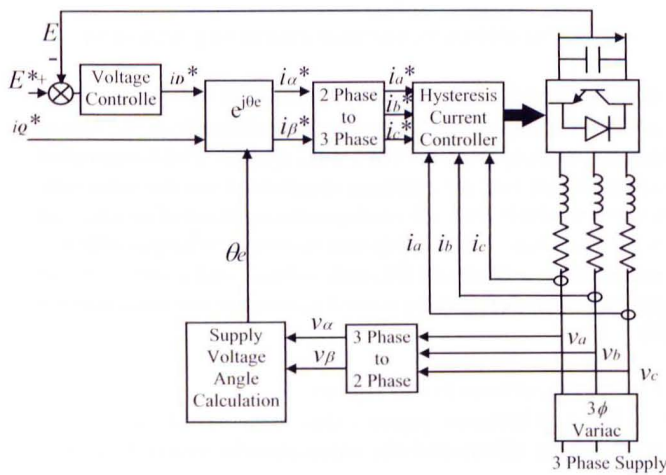 E
-
E*+
Voltage
Controlle
iD*
ejθe
iα*
iβ*
2 Phase
to
3 Phase
ia*
ib*
ic*
Hysteresis
Current
Controller
iQ*
θe
ia ib ic
Supply
Voltage
Angle
Calculation
vα
vβ
3 Phase
to
2 Phase
va
vb
vc
3ϕ
Variac
3 Phase Supply